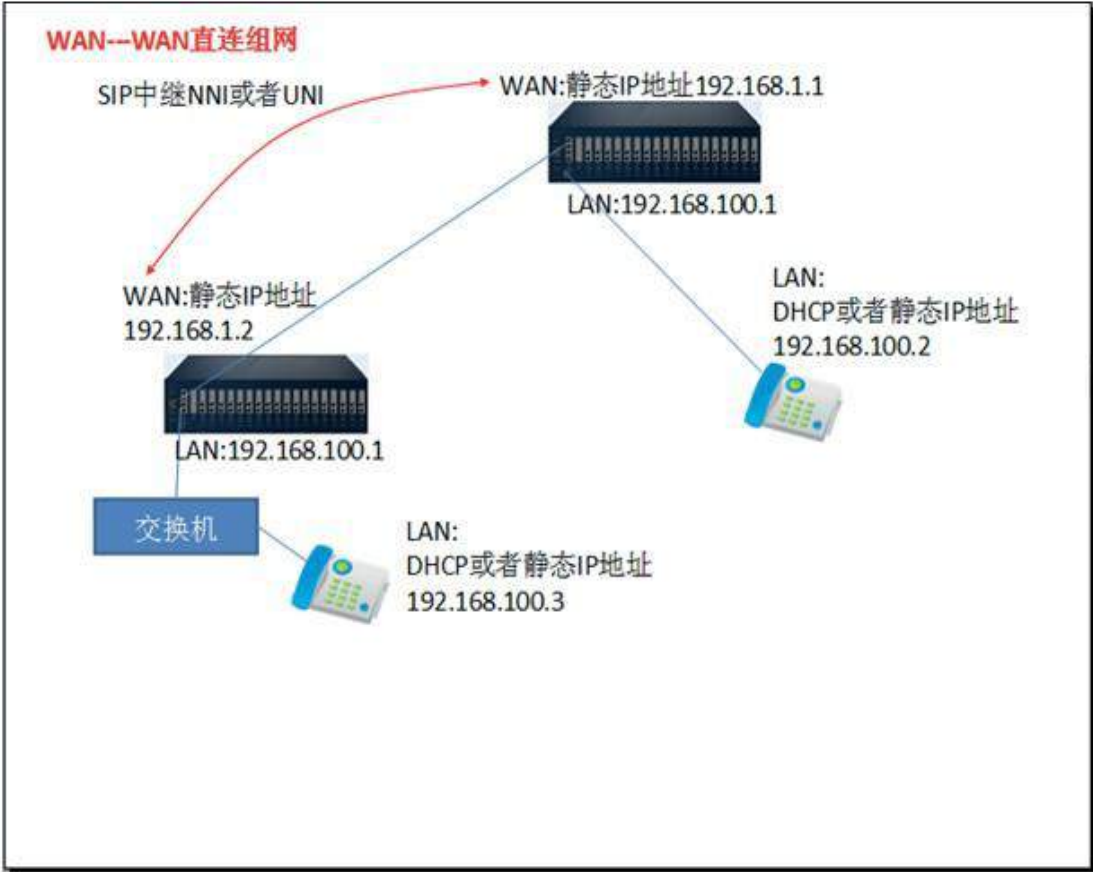 WAN---WAN直连组网
SIP中继NNI或者UNI
WAN:静态IP地址192.168.1.1
LAN:192.168.100.1
WAN:静态IP地址
192.168.1.2
LAN:
DHCP或者静态IP地址
192.168.100.2
LAN:192.168.100.1
交换机
LAN:
DHCP或者静态IP地址
192.168.100.3